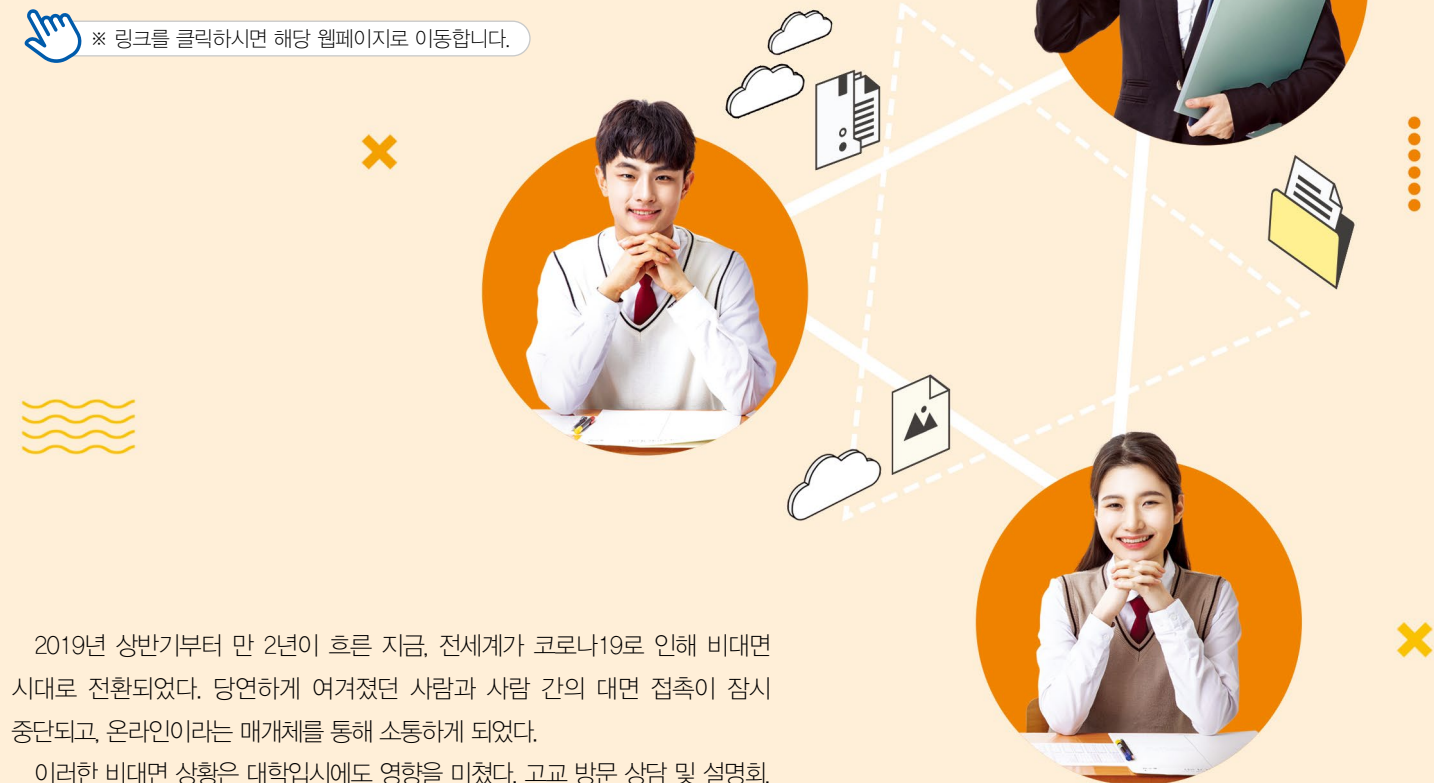 ※ 링크를 클릭하시면 해당 웹페이지로 이동합니다.
2019년 상반기부터 만 2년이 흐른 지금, 전세계가 코로나19로 인해 비대면
시대로 전환되었다. 당연하게 여겨졌던 사람과 사람 간의 대면 접촉이 잠시
중단되고, 온라인이라는 매개체를 통해 소통하게 되었다.
이러한 비대면 상황은 대학입시에도 영향을 미쳤다. 고교 방문 상담 및 설명회,